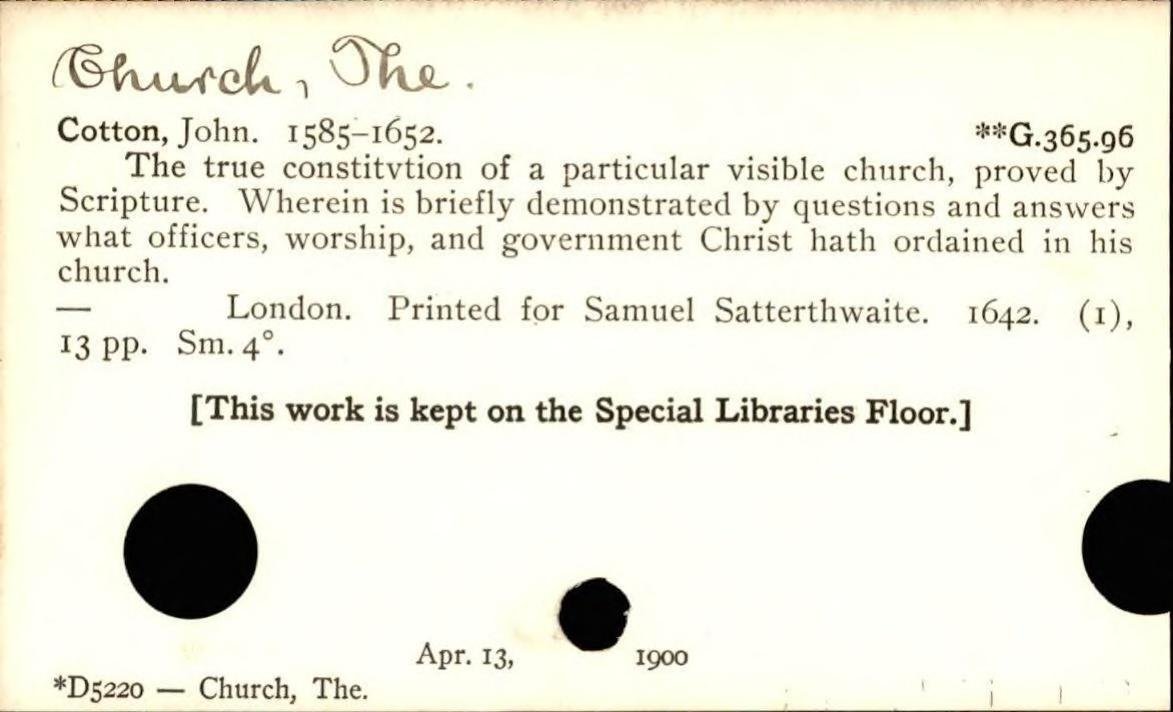 Church, The.
Cotton, John. 1585-1652. **G.365.96
The true constitvtion of a particular visible church, proved by
Scripture. Wherein is briefly demonstrated by questions and answers
what officers, worship, and government Christ hath ordained in his
church.
— London. Printed for Samuel Satterthwaite. 1642. (1),
13 pp. Sm. 4°.
[This work is kept on the Special Libraries Floor.]
Apr. 13, 1900
*D5220 — Church, The.